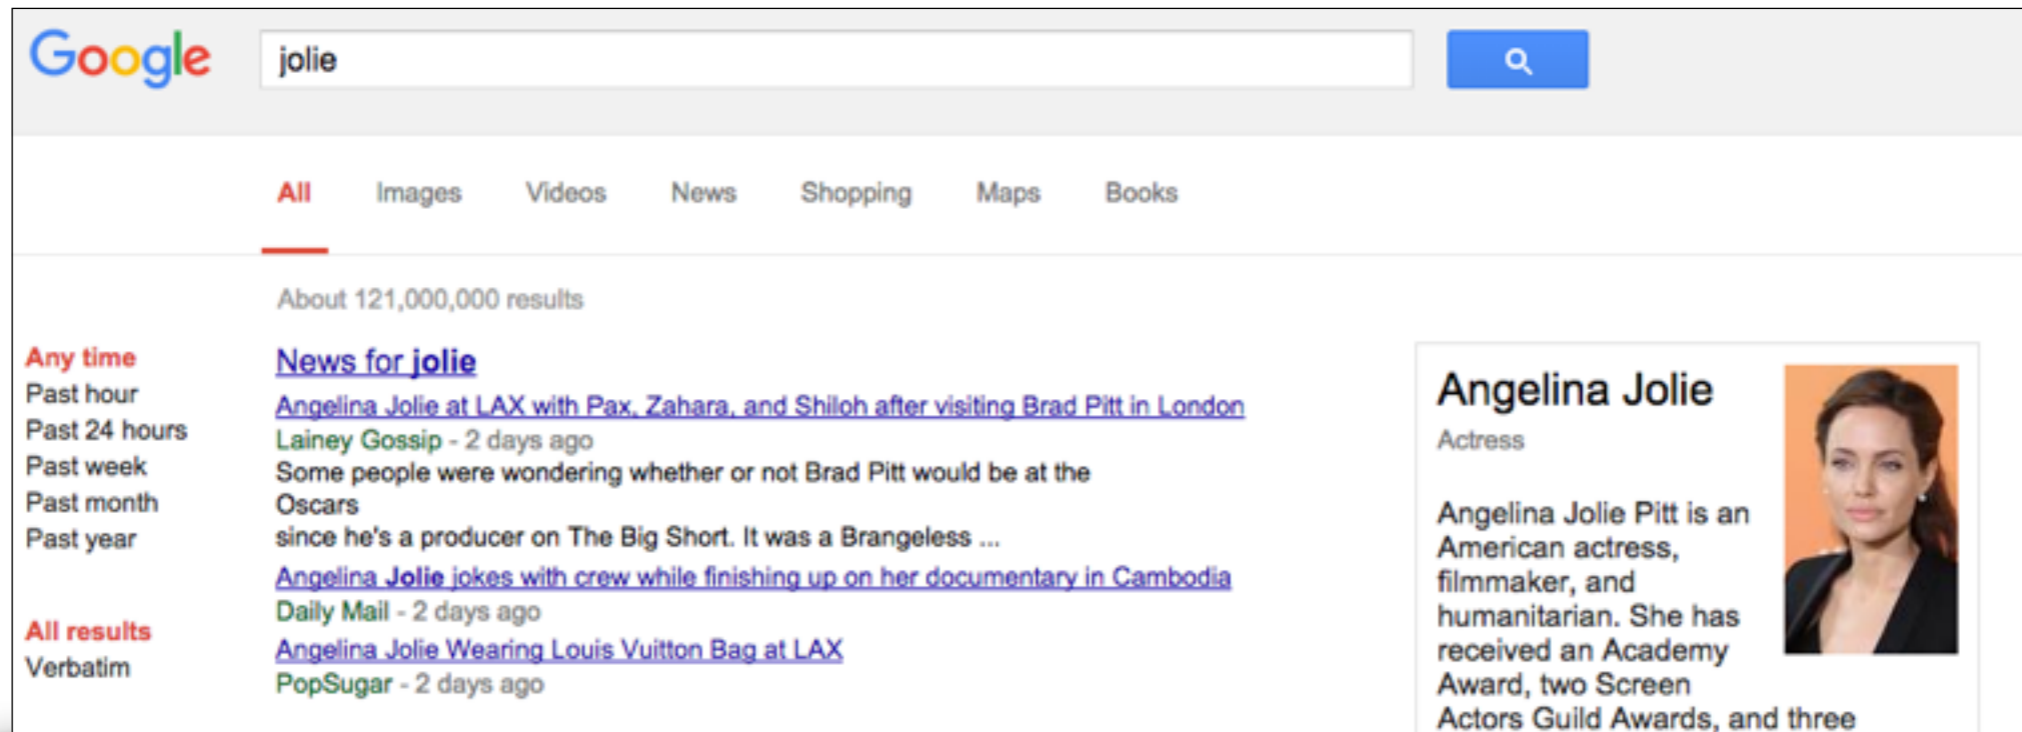 Google
jolie
All Images Videos News Shopping Maps Books
About 121,000,000 results
Any time
Past hour
Past 24 hours
Past week
Past month
Past year
All results
Verbatim
News for jolie
Angelina Jolie at LAX with Pax, Zahara, and Shiloh after visiting Brad Pitt in London
Lainey Gossip - 2 days ago
Some people were wondering whether or not Brad Pitt would be at the
Oscars
since he's a producer on The Big Short. It was a Brangeless ...
Angelina Jolie jokes with crew while finishing up on her documentary in Cambodia
Daily Mail - 2 days ago
Angelina Jolie Wearing Louis Vuitton Bag at LAX
PopSugar - 2 days ago
Angelina Jolie
Actress
Angelina Jolie Pitt is an
American actress,
filmmaker, and
humanitarian. She has
received an Academy
Award, two Screen
Actors Guild Awards, and three